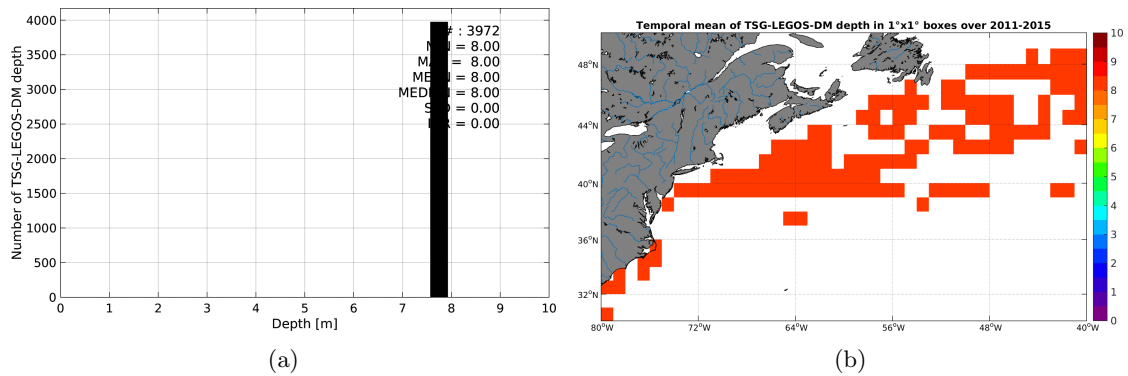 Number of TSG-LEGOS-DM depth
4000
3500
3000
2500
2000
1500
1000
500
0
0 1 2 3 4 5 6 7 8 9 10
Depth [m]
: 3972
= 8.00
= 8.00
= 8.00
= 8.00
= 0.00
= 0.00
(a)
Temporal mean of TSG-LEGOS-DM depth in 1°x1° boxes over 2011-2015
48°N
44°N
40°N
36°N
32°N
80°W 72°W 64°W 56°W 48°W 40°W
10
9
8
7
6
5
4
3
2
1
0
(b)